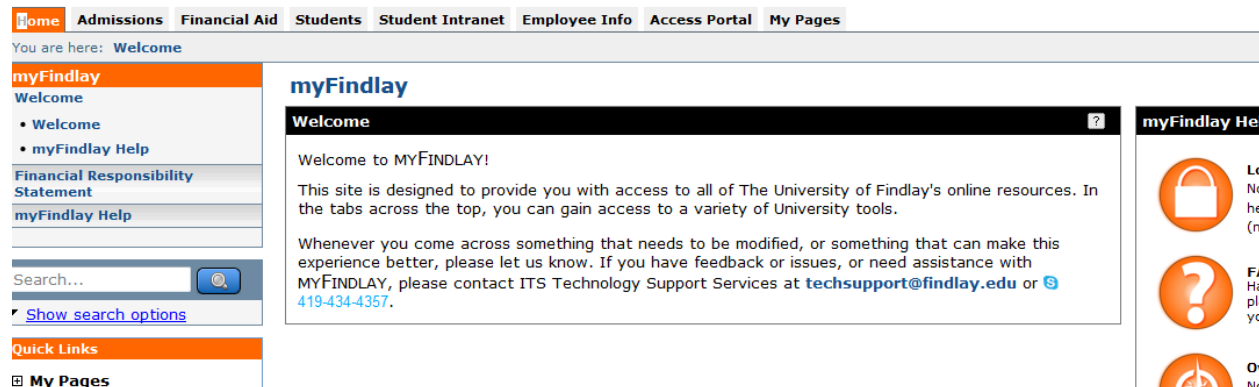 Home Admissions Financial Aid Students Student Intranet Employee Info Access Portal My Pages
You are here: Welcome
myFindlay
Welcome
• Welcome
• myFindlay Help
Financial Responsibility
Statement
myFindlay Help
Search...
Show search options
Quick Links
My Pages
myFindlay
Welcome ?
Welcome to MYFINDLAY!
This site is designed to provide you with access to all of The University of Findlay's online resources. In
the tabs across the top, you can gain access to a variety of University tools.
Whenever you come across something that needs to be modified, or something that can make this
experience better, please let us know. If you have feedback or issues, or need assistance with
MYFINDLAY, please contact ITS Technology Support Services at techsupport@findlay.edu or
419-434-4357.
myFindlay